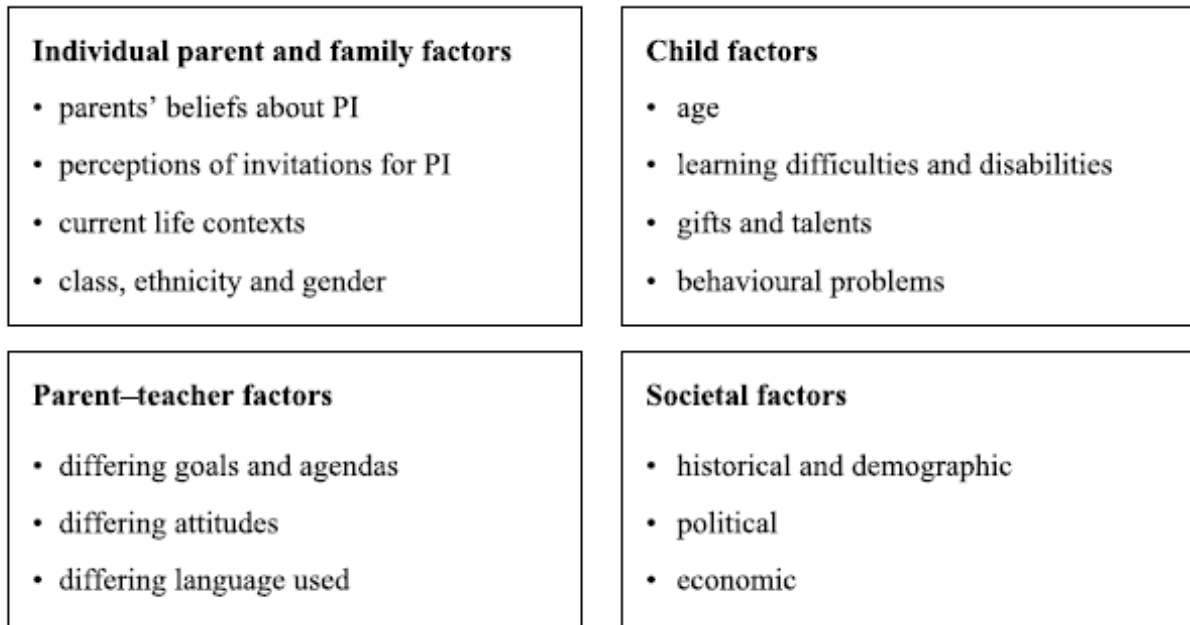 Individual parent and family factors
• parents’ beliefs about PI
• perceptions of invitations for PI
• current life contexts
• class, ethnicity and gender
Child factors
• age
• learning difficulties and disabilities
• gifts and talents
• behavioural problems
Parent–teacher factors
• differing goals and agendas
• differing attitudes
• differing language used
Societal factors
• historical and demographic
• political
• economic